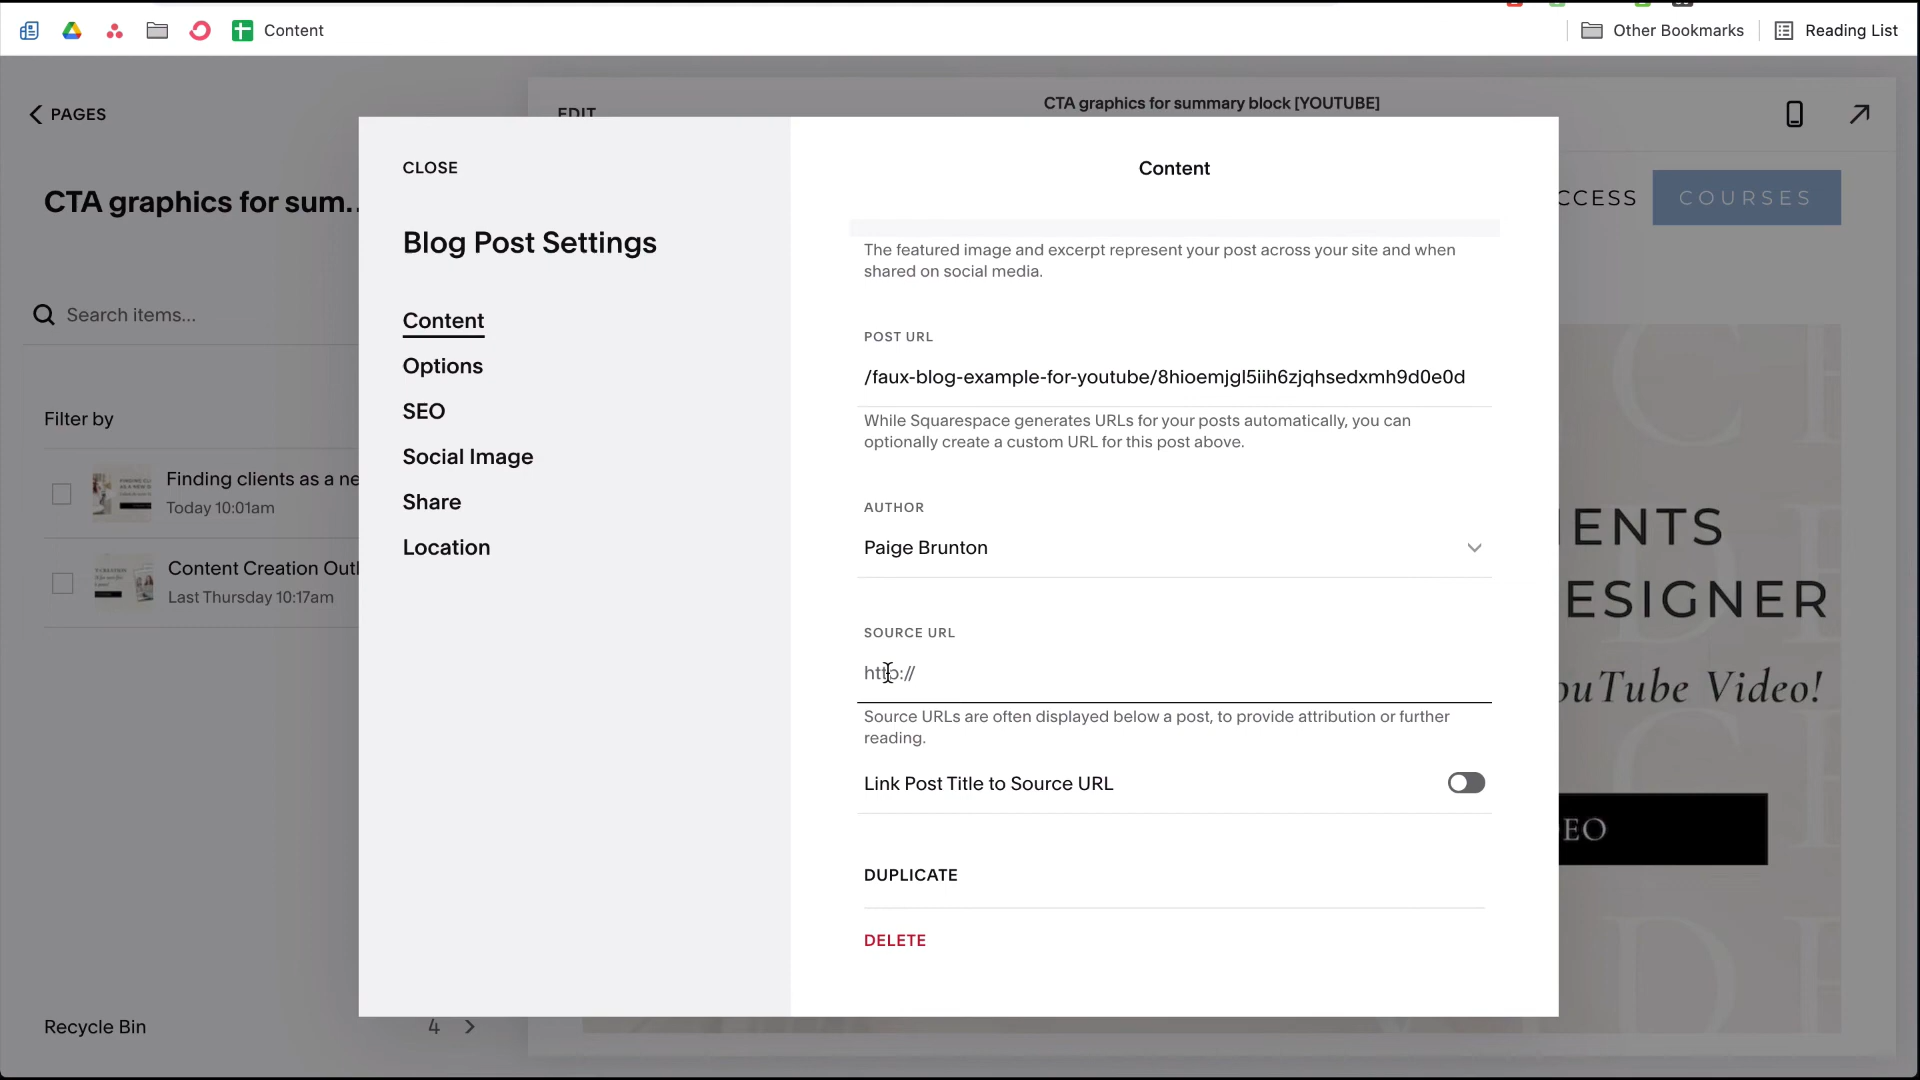 Content
Other Bookmarks
Reading List
PAGES
EDIT
CTA graphics for summary block [YOUTUBE]
CTA graphics for sum...
CCESS
COURSES
Search items...
Filter by
Finding clients as a ne
Today 10:01am
Content Creation Outl
Last Thursday 10:17am
Recycle Bin
4
CLOSE
Blog Post Settings
Content
Options
SEO
Social Image
Share
Location
Content
The featured image and excerpt represent your post across your site and when
shared on social media.
POST URL
/faux-blog-example-for-youtube/8hioemjgl5iih6zjqhsedxmh9d0e0d
While Squarespace generates URLs for your posts automatically, you can
optionally create a custom URL for this post above.
AUTHOR
Paige Brunton
SOURCE URL
http://
Source URLs are often displayed below a post, to provide attribution or further
reading.
Link Post Title to Source URL
DUPLICATE
DELETE
IENTS
ESIGNER
ouTube Video!
EO